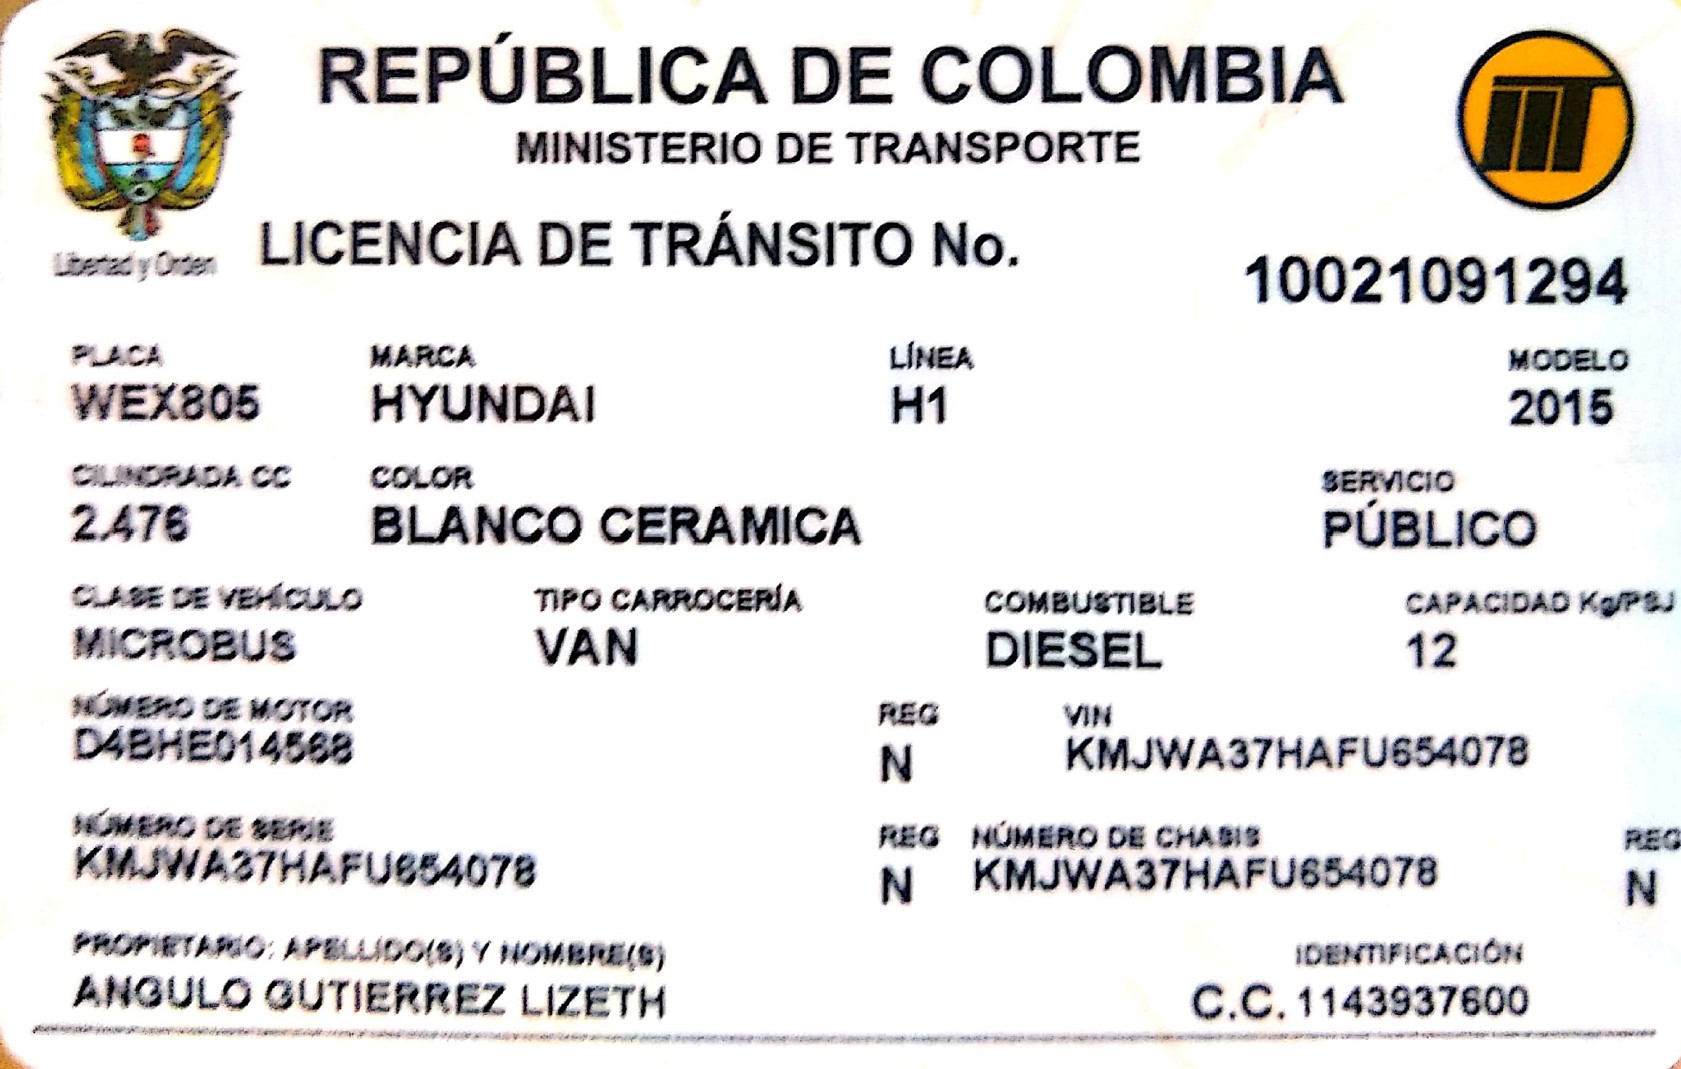 REPÚBLICA DE COLOMBIA
MINISTERIO DE TRANSPORTE
Libertad y Orden
LICENCIA DE TRÁNSITO No.
10021091294
PLACA MARCA LÍNEA MODELO
WEX805 HYUNDAI H1 2015
CILINDRADA CC COLOR SERVICIO
2.476 BLANCO CERAMICA PÚBLICO
CLASE DE VEHÍCULO TIPO CARROCERÍA COMBUSTIBLE CAPACIDAD Kg/PSJ
MICROBUS VAN DIESEL 12
NÚMERO DE MOTOR REG VIN
D4BHE014568 N KMJWA37HAFU654078
NÚMERO DE SERIE REG NÚMERO DE CHASIS REG
KMJWA37HAFU654078 N KMJWA37HAFU654078 N
PROPIETARIO: APELLIDO(S) Y NOMBRE(S) IDENTIFICACIÓN
ANGULO GUTIERREZ LIZETH C.C. 1143937600